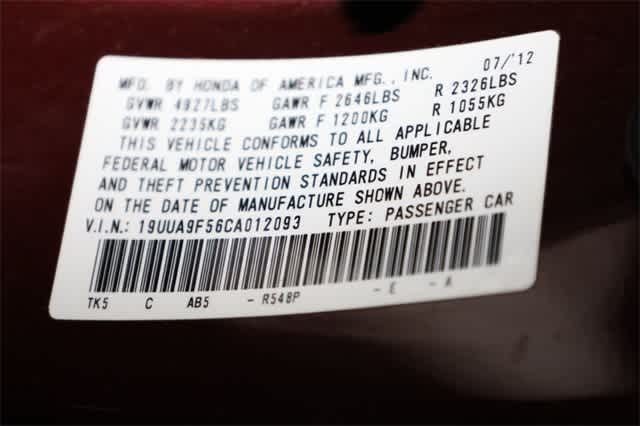 MFD. BY HONDA OF AMERICA MFG., INC. 07/'12
GVWR 4927LBS GAWR F 2646LBS R 2326LBS
GVWR 2235KG GAWR F 1200KG R 1055KG
THIS VEHICLE CONFORMS TO ALL APPLICABLE
FEDERAL MOTOR VEHICLE SAFETY, BUMPER,
AND THEFT PREVENTION STANDARDS IN EFFECT
ON THE DATE OF MANUFACTURE SHOWN ABOVE.
V.I.N.: 19UUA9F56CA012093 TYPE: PASSENGER CAR
TK5 C AB5 - R548P - E - A